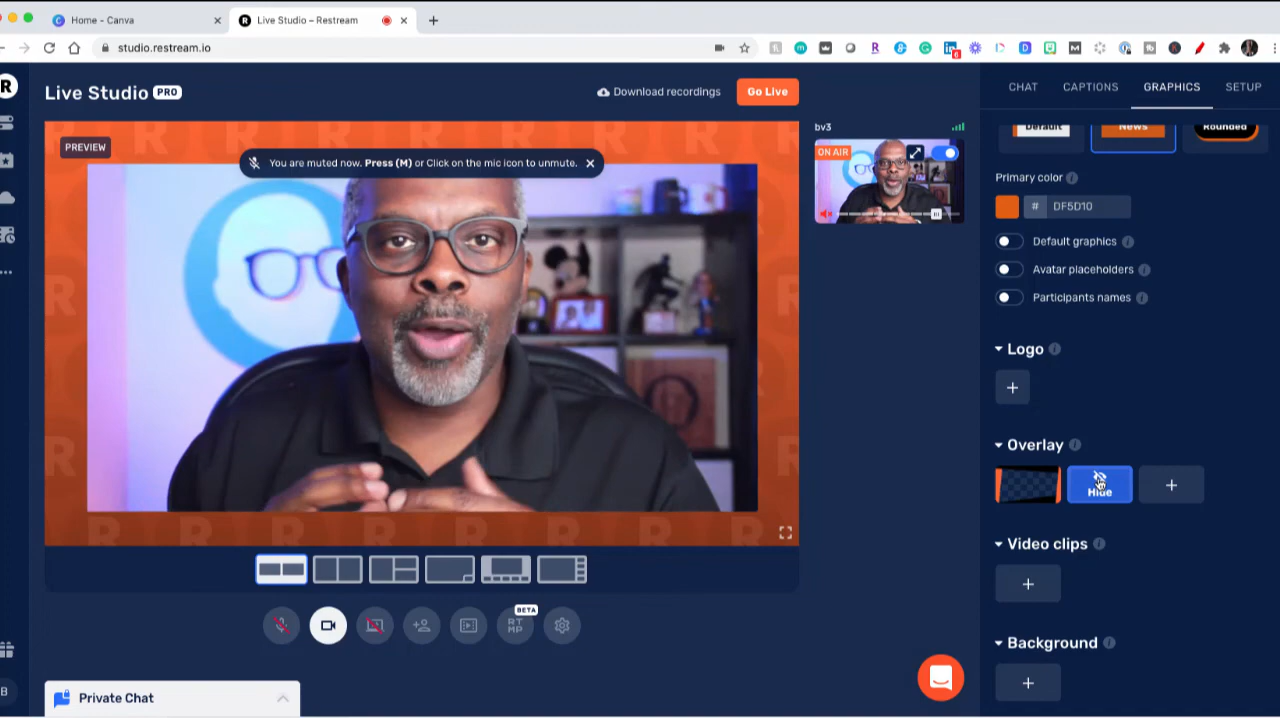 Home - Canva
Live Studio – Restream
studio.restream.io
6
R
Live Studio PRO
Download recordings
Go Live
PREVIEW
You are muted now. Press (M) or Click on the mic icon to unmute.
bv3
ON AIR
CHAT
CAPTIONS
GRAPHICS
SETUP
Default
News
Rounded
Primary color
# DF5D10
Default graphics
Avatar placeholders
Participants names
Logo
Overlay
Hide
Video clips
Background
BETA
RT
MP
Private Chat
B